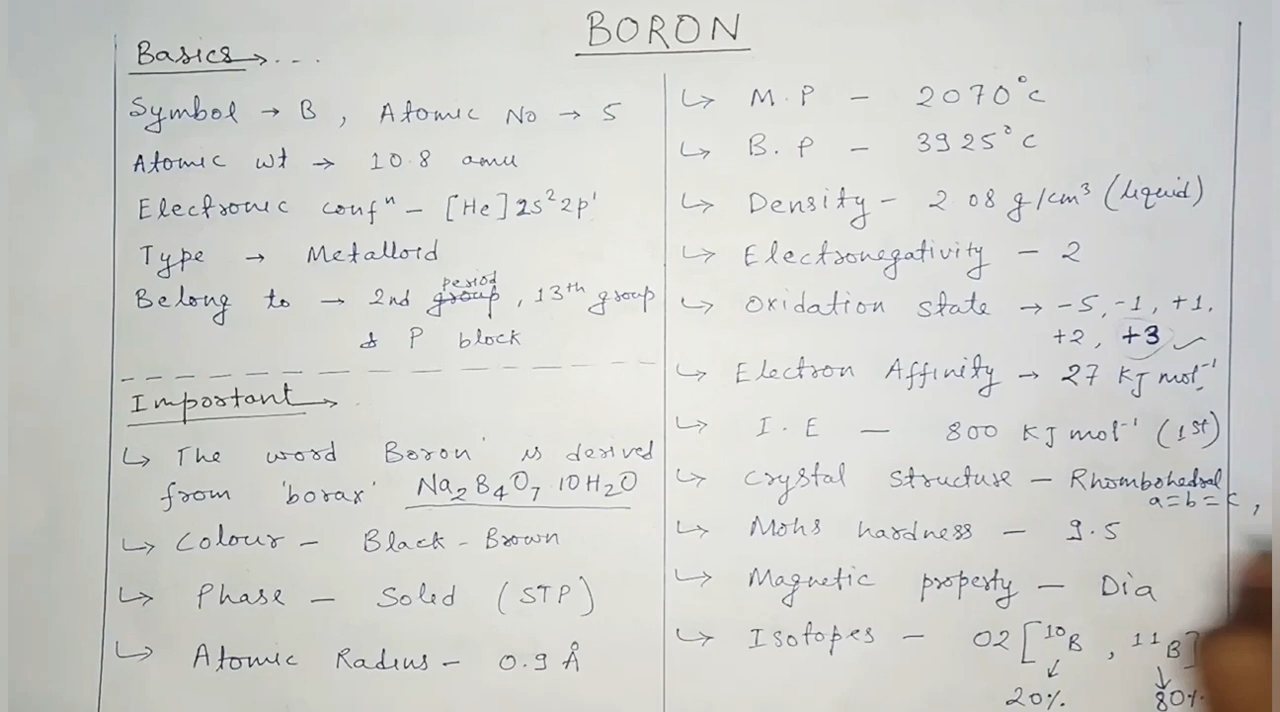 BORON
Basics → ...
Symbol → B , Atomic No → 5
Atomic wt → 10.8 amu
Electronic confⁿ – [He] 2s² 2p¹
Type → Metalloid
period
Belong to → 2nd group , 13th group
& P block
Important →
↳ The word Boron is derived
from 'borax' Na₂B₄O₇ 10H₂O
↳ Colour – Black - Brown
↳ Phase – Solid (STP)
↳ Atomic Radius – 0.9 Å
↳ M.P – 2070°C
↳ B.P – 3925°C
↳ Density – 2.08 g/cm³ (liquid)
↳ Electronegativity – 2
↳ Oxidation state → -5, -1, +1,
+2, +3 ✓
↳ Electron Affinity → 27 KJ mol⁻¹
↳ I.E – 800 KJ mol⁻¹ (1st)
↳ Crystal structure – Rhombohedral
a=b=c ,
↳ Mohs hardness – 9.5
↳ Magnetic property – Dia
↳ Isotopes – 02 [¹⁰B , ¹¹B]
↓ ↓
20% 80%